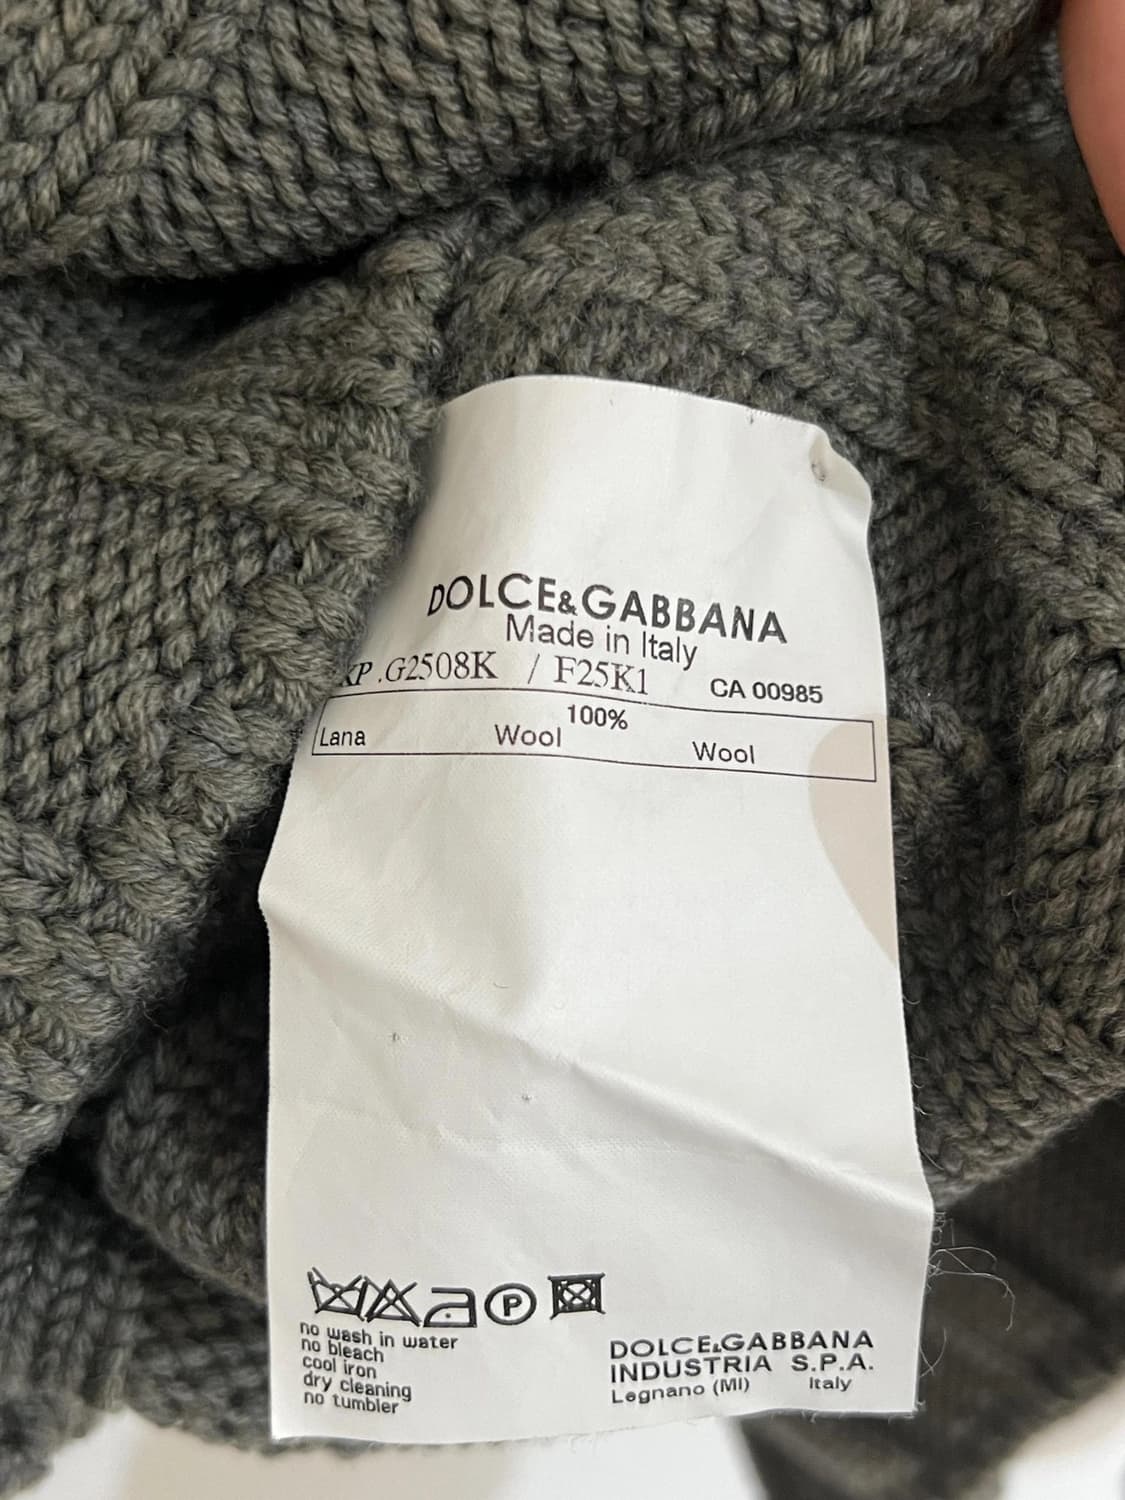 DOLCE&GABBANA
Made in Italy
KP.G2508K / F25K1 CA 00985
100%
Lana Wool Wool
P
no wash in water
no bleach
cool iron
dry cleaning
no tumbler
DOLCE&GABBANA
INDUSTRIA S.P.A.
Legnano (MI) Italy